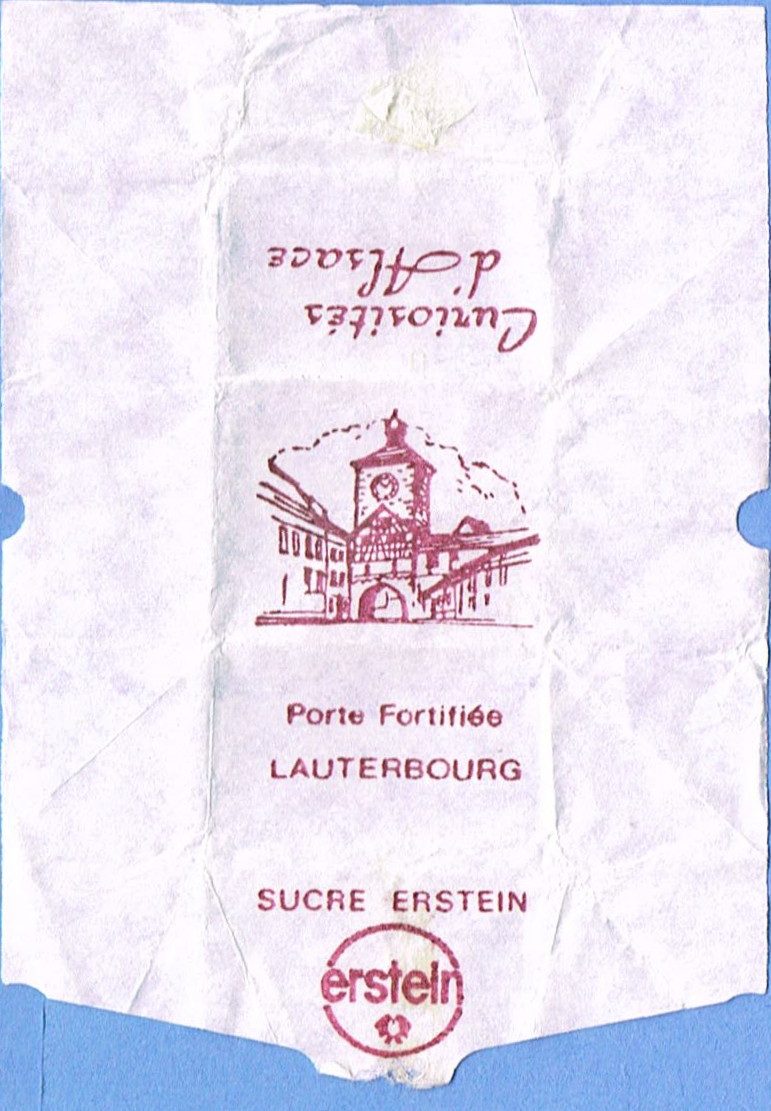 Curiosités
d'Alsace
Porte Fortifiée
LAUTERBOURG
SUCRE ERSTEIN
erstein